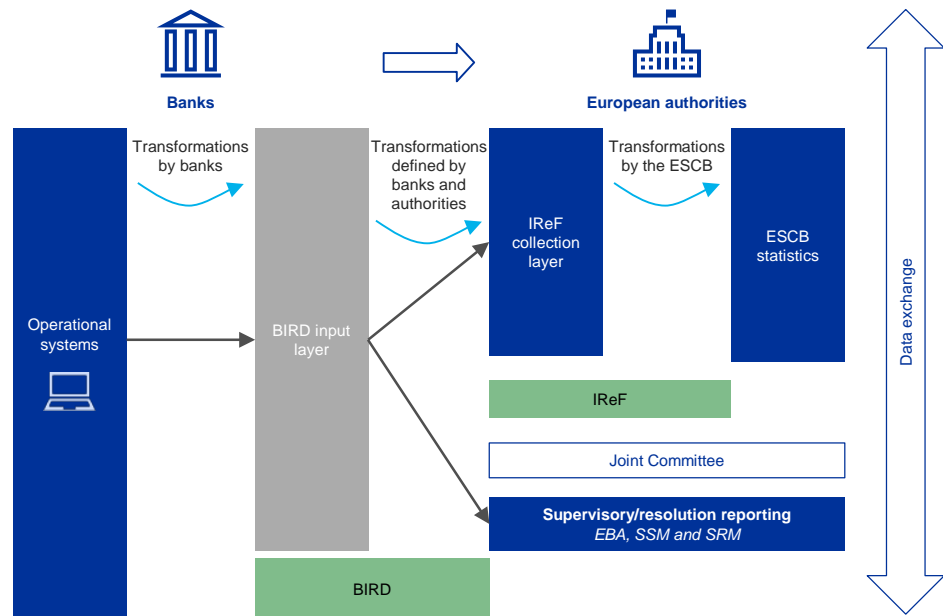 Banks
European authorities
Transformations
by banks
Transformations
defined by
banks and
authorities
Transformations
by the ESCB
Operational
systems
BIRD input
layer
IReF
collection
layer
ESCB
statistics
IReF
Joint Committee
Supervisory/resolution reporting
EBA, SSM and SRM
BIRD
Data exchange